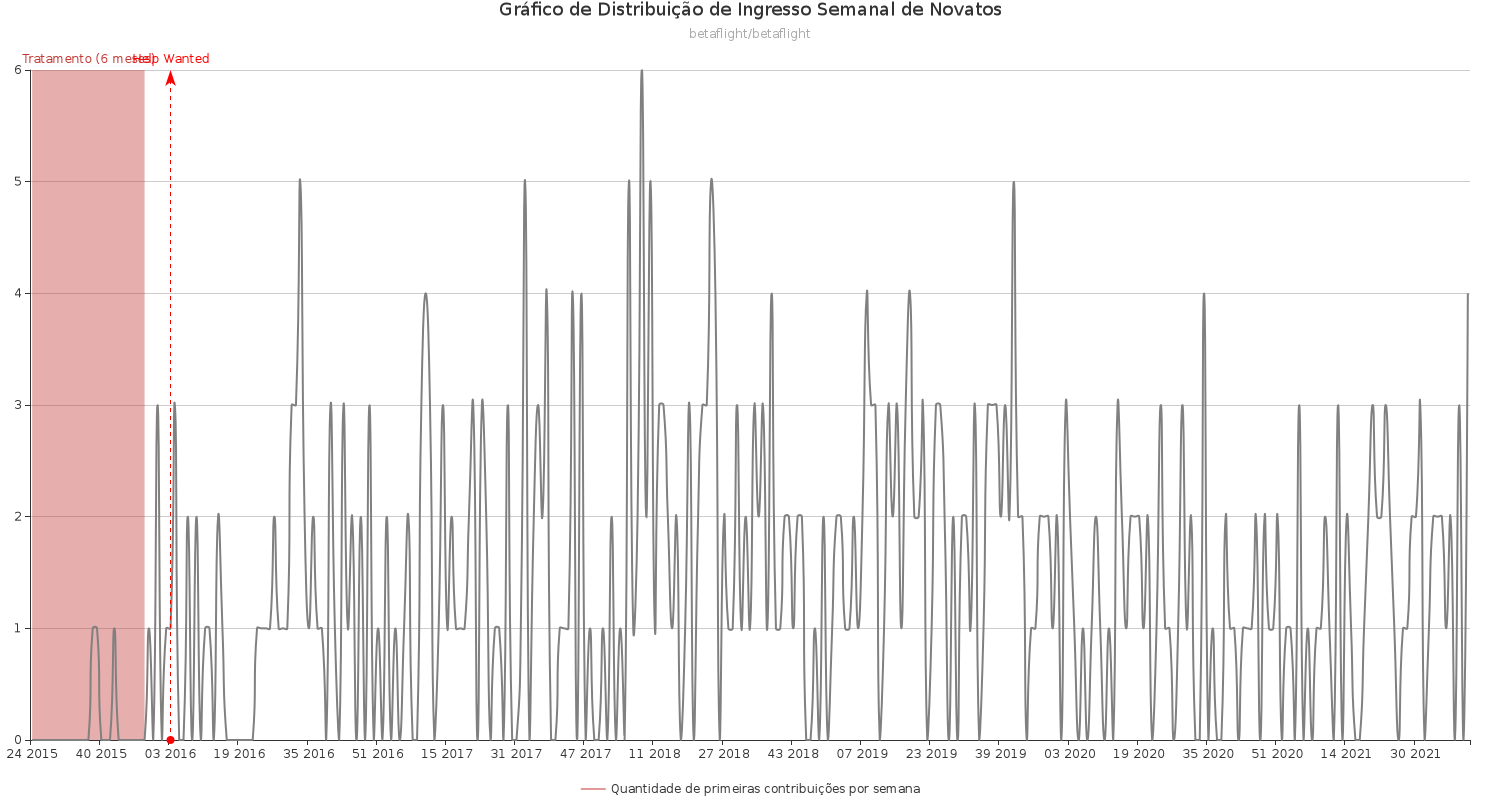 Gráfico de Distribuição de Ingresso Semanal de Novatos
betaflight/betaflight
Tratamento (6 meses)
Help Wanted
6
5
4
3
2
1
0
24 2015 40 2015 03 2016 19 2016 35 2016 51 2016 15 2017 31 2017 47 2017 11 2018 27 2018 43 2018 07 2019 23 2019 39 2019 03 2020 19 2020 35 2020 51 2020 14 2021 30 2021
Quantidade de primeiras contribuições por semana